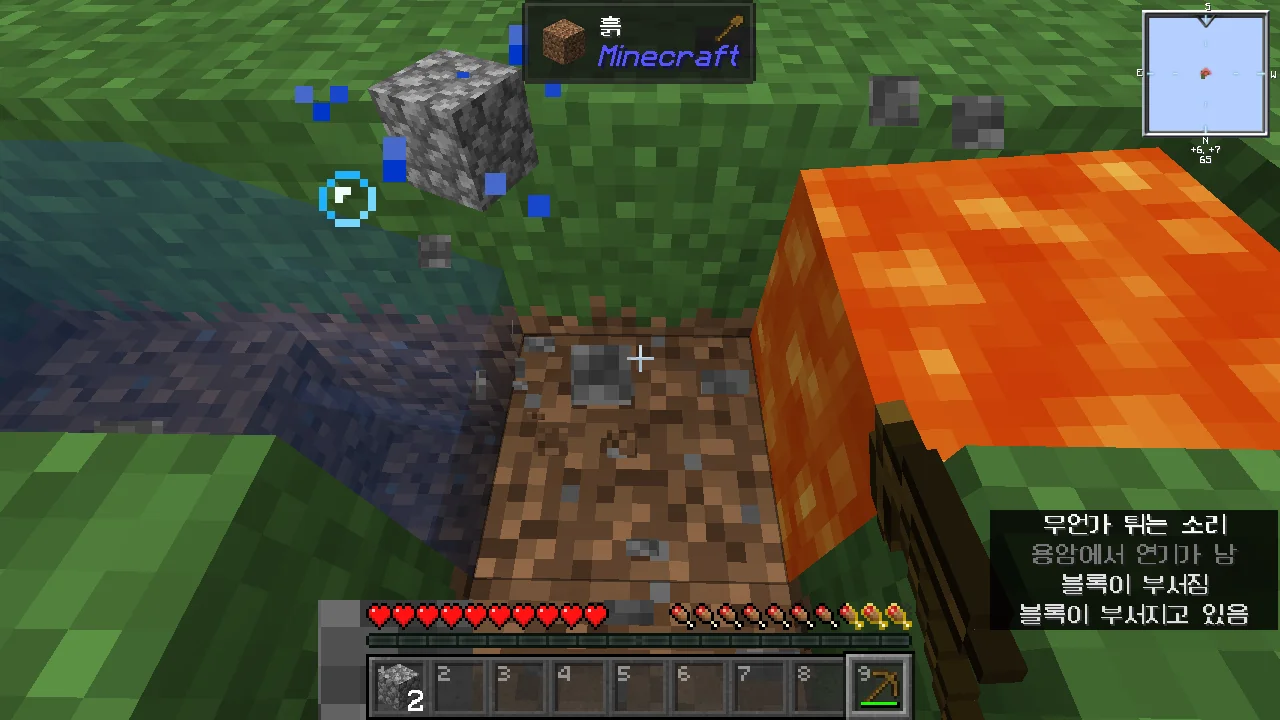 흙
Minecraft
S
E
W
N
+6, +7
65
무언가 튀는 소리
용암에서 연기가 남
블록이 부서짐
블록이 부서지고 있음
2
2 3 4 5 6 7 8 9